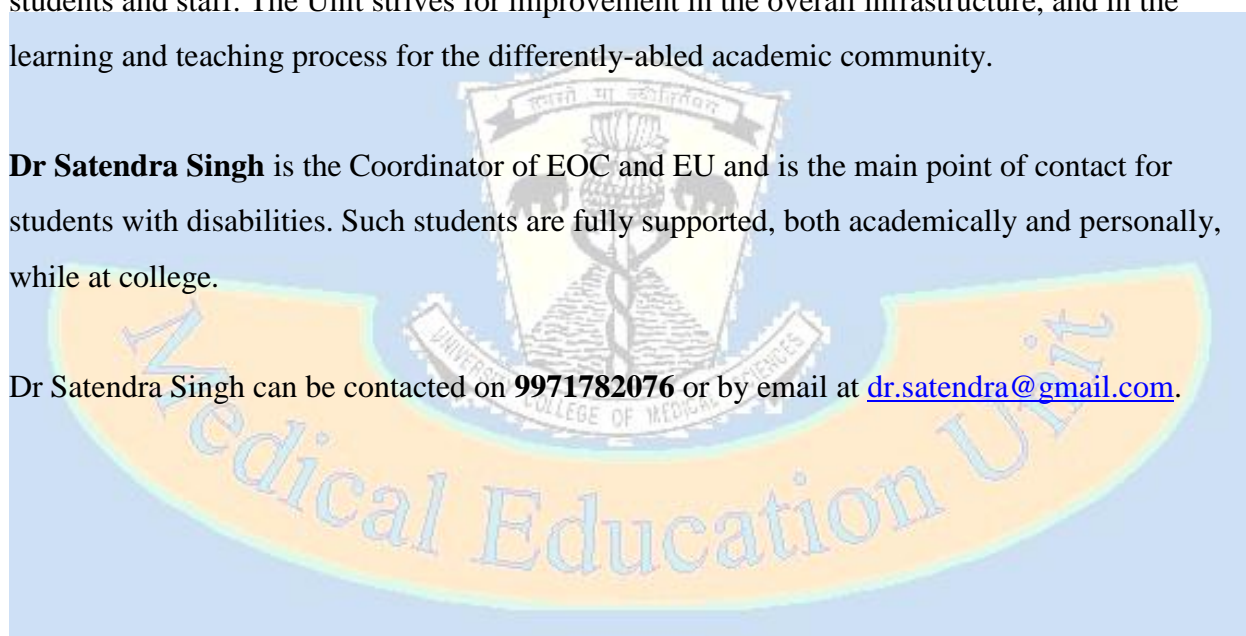 students and staff. The Unit strives for improvement in the overall infrastructure, and in the
learning and teaching process for the differently-abled academic community.
Dr Satendra Singh is the Coordinator of EOC and EU and is the main point of contact for
students with disabilities. Such students are fully supported, both academically and personally,
while at college.
Dr Satendra Singh can be contacted on 9971782076 or by email at dr.satendra@gmail.com.
COLLEGE OF MEDICAL SCIENCES
Medical Education Unit